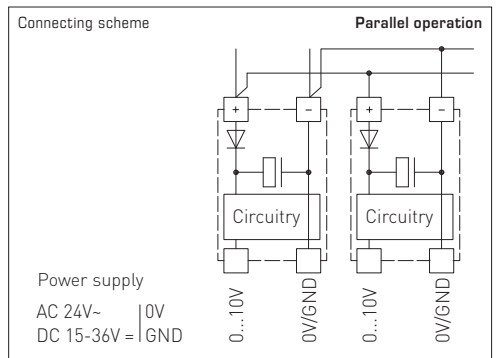 Connecting scheme
Parallel operation
+ − + −
Circuitry Circuitry
Power supply
AC 24V~ 0V
DC 15-36V = GND
0...10V
0V/GND
0...10V
0V/GND